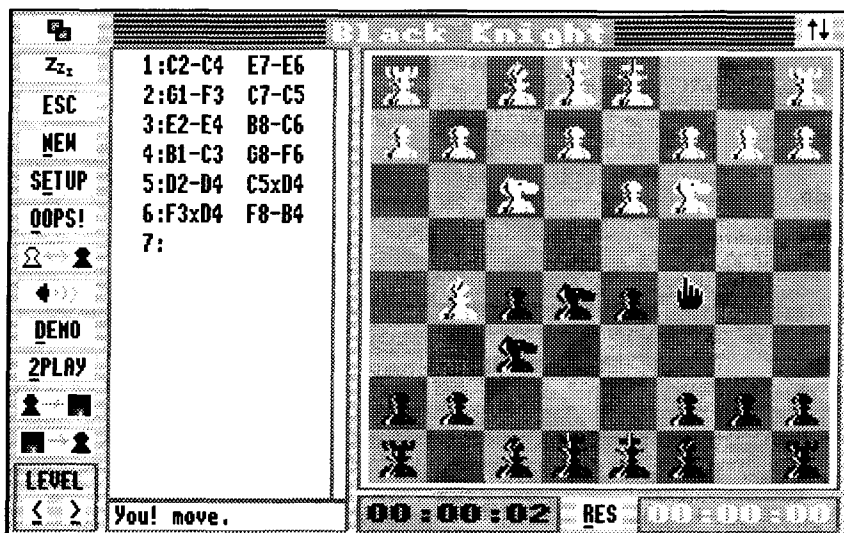 Black Knight
ZZz
ESC
NEW
SETUP
OOPS!
DEMO
2PLAY
LEVEL
< >
1:C2-C4 E7-E6
2:G1-F3 C7-C5
3:E2-E4 B8-C6
4:B1-C3 G8-F6
5:D2-D4 C5xD4
6:F3xD4 F8-B4
7:
You! move.
00:00:02
RES
00:00:00